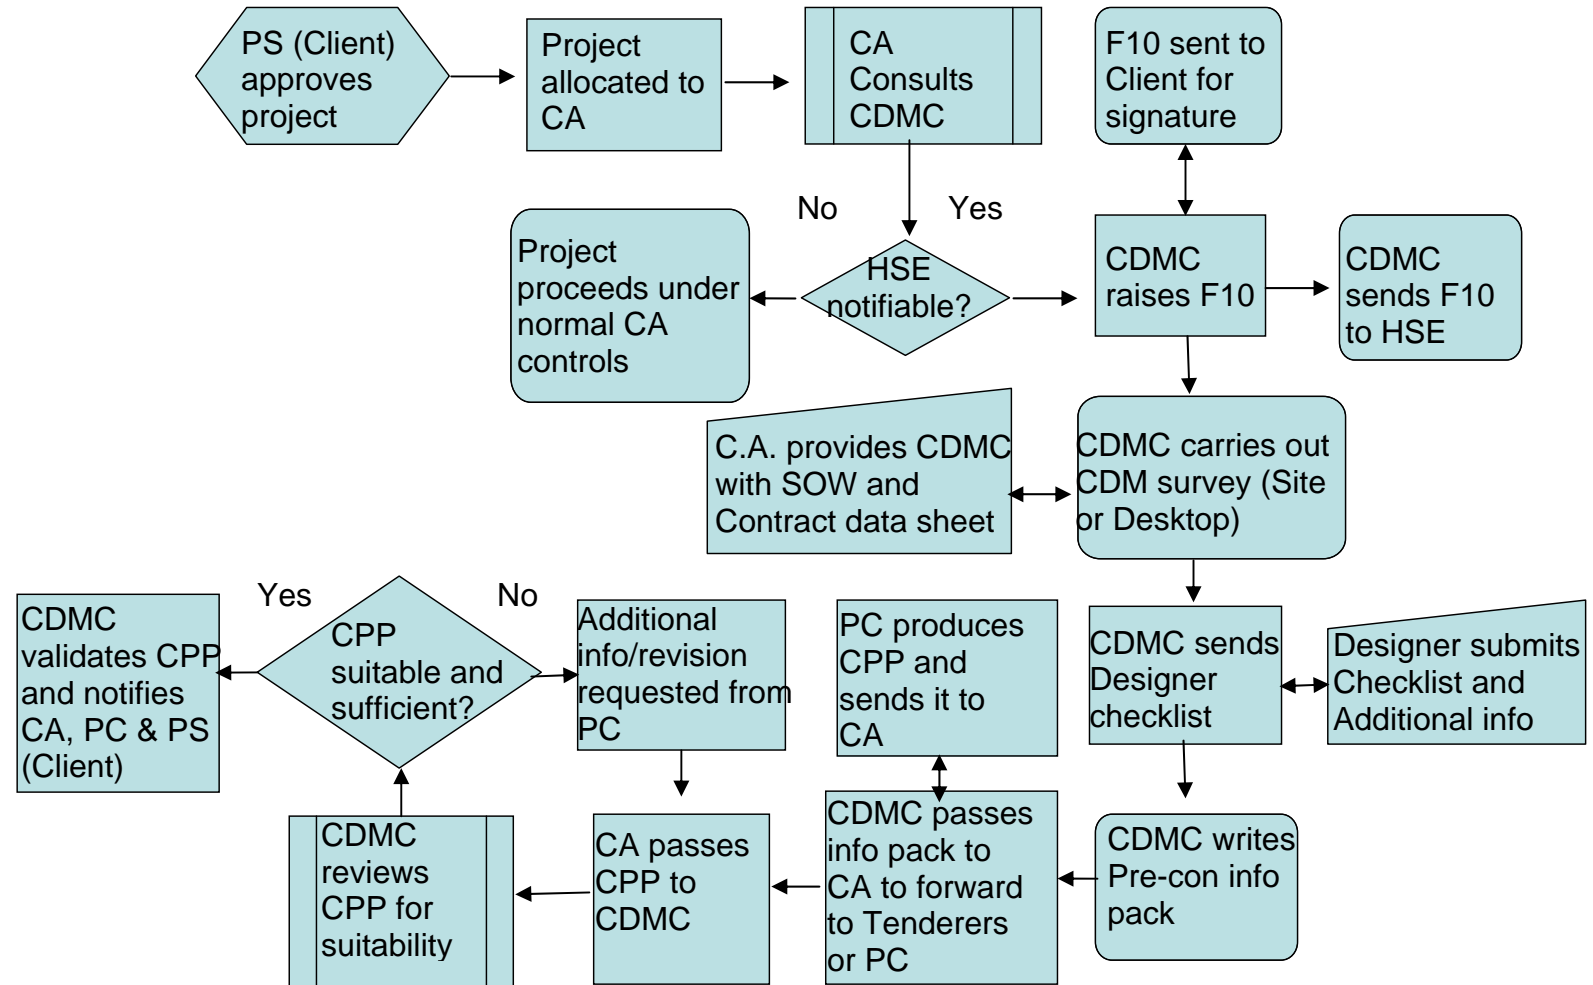 PS (Client)
approves
project
Project
allocated to
CA
CA
Consults
CDMC
F10 sent to
Client for
signature
No
Yes
Project
proceeds under
normal CA
controls
HSE
notifiable?
CDMC
raises F10
CDMC
sends F10
to HSE
C.A. provides CDMC
with SOW and
Contract data sheet
CDMC carries out
CDM survey (Site
or Desktop)
Yes
No
CDMC
validates CPP
and notifies
CA, PC & PS
(Client)
CPP
suitable and
sufficient?
Additional
info/revision
requested from
PC
PC produces
CPP and
sends it to
CA
CDMC sends
Designer
checklist
Designer submits
Checklist and
Additional info
CDMC
reviews
CPP for
suitability
CA passes
CPP to
CDMC
CDMC passes
info pack to
CA to forward
to Tenderers
or PC
CDMC writes
Pre-con info
pack